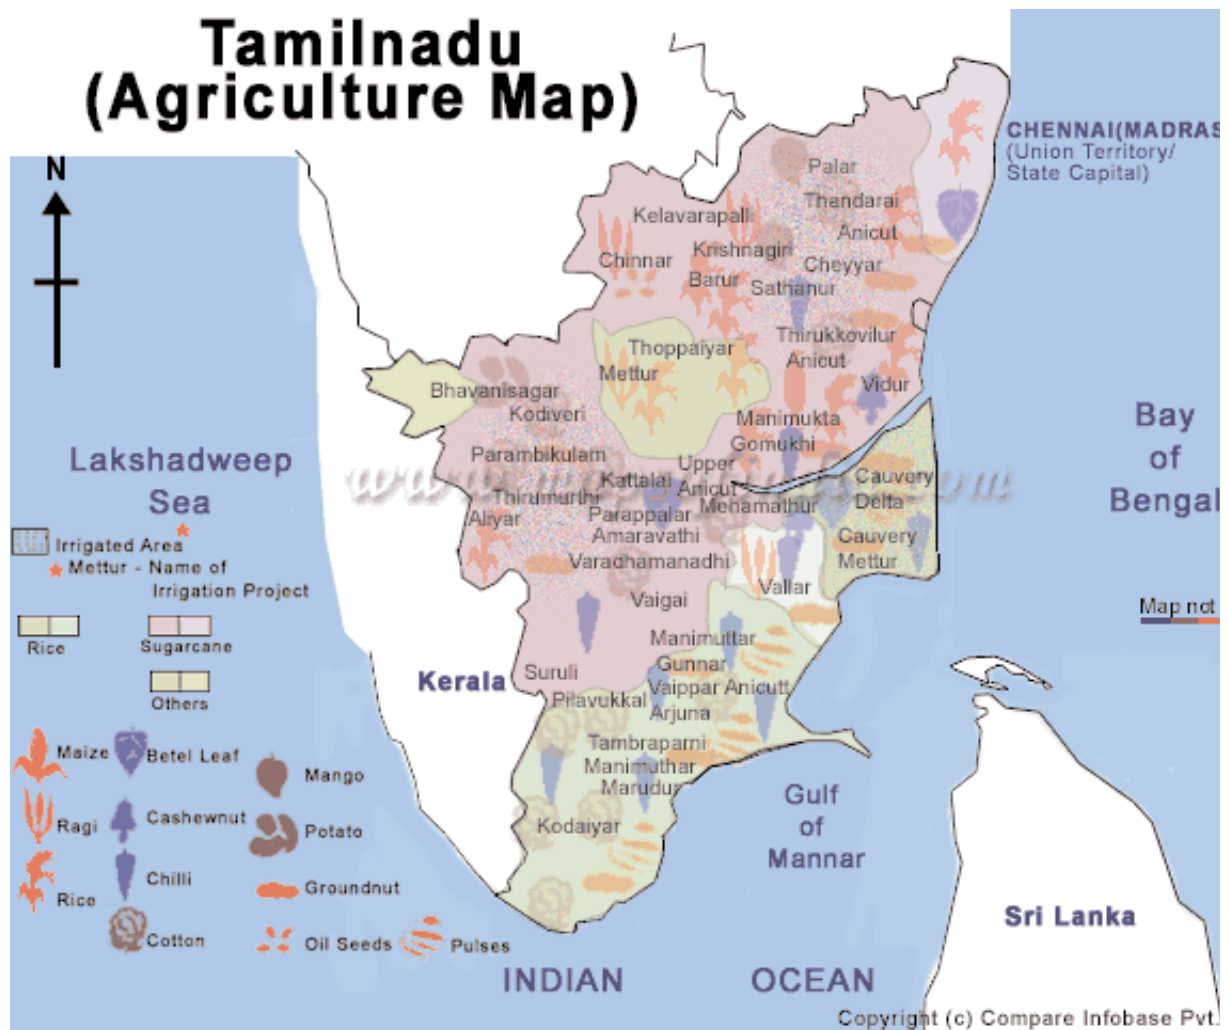 Tamilnadu
(Agriculture Map)
N
CHENNAI(MADRAS
(Union Territory/
State Capital)
Palar
Thandarai
Anicut
Kelavarapalli
Krishnagiri
Chinnar
Barur
Cheyyar
Sathanur
Thirukkovilur
Anicut
Thoppaiyar
Mettur
Vidur
Bhavanisagar
Kodiveri
Manimukta
Gomukhi
Parambikulam
Upper
Anicut
Kattalai
Cauvery
Delta
Thirumurthi
Mehamathur
Aliyar
Parappalar
Amaravathi
Cauvery
Mettur
Varadhamanadhi
Vallar
Vaigai
Manimuttar
Gunnar
Suruli
Pilavukkal
Vaippar Anicutt
Arjuna
Tambraparni
Manimuthar
Marudur
Kodaiyar
Lakshadweep
Sea
Bay
of
Bengal
Irrigated Area
Mettur - Name of
Irrigation Project
Rice
Sugarcane
Others
Maize
Betel Leaf
Mango
Ragi
Cashewnut
Potato
Rice
Chilli
Groundnut
Cotton
Oil Seeds
Pulses
Kerala
Map not
Gulf
of
Mannar
Sri Lanka
INDIAN OCEAN
Copyright (c) Compare Infobase Pvt.